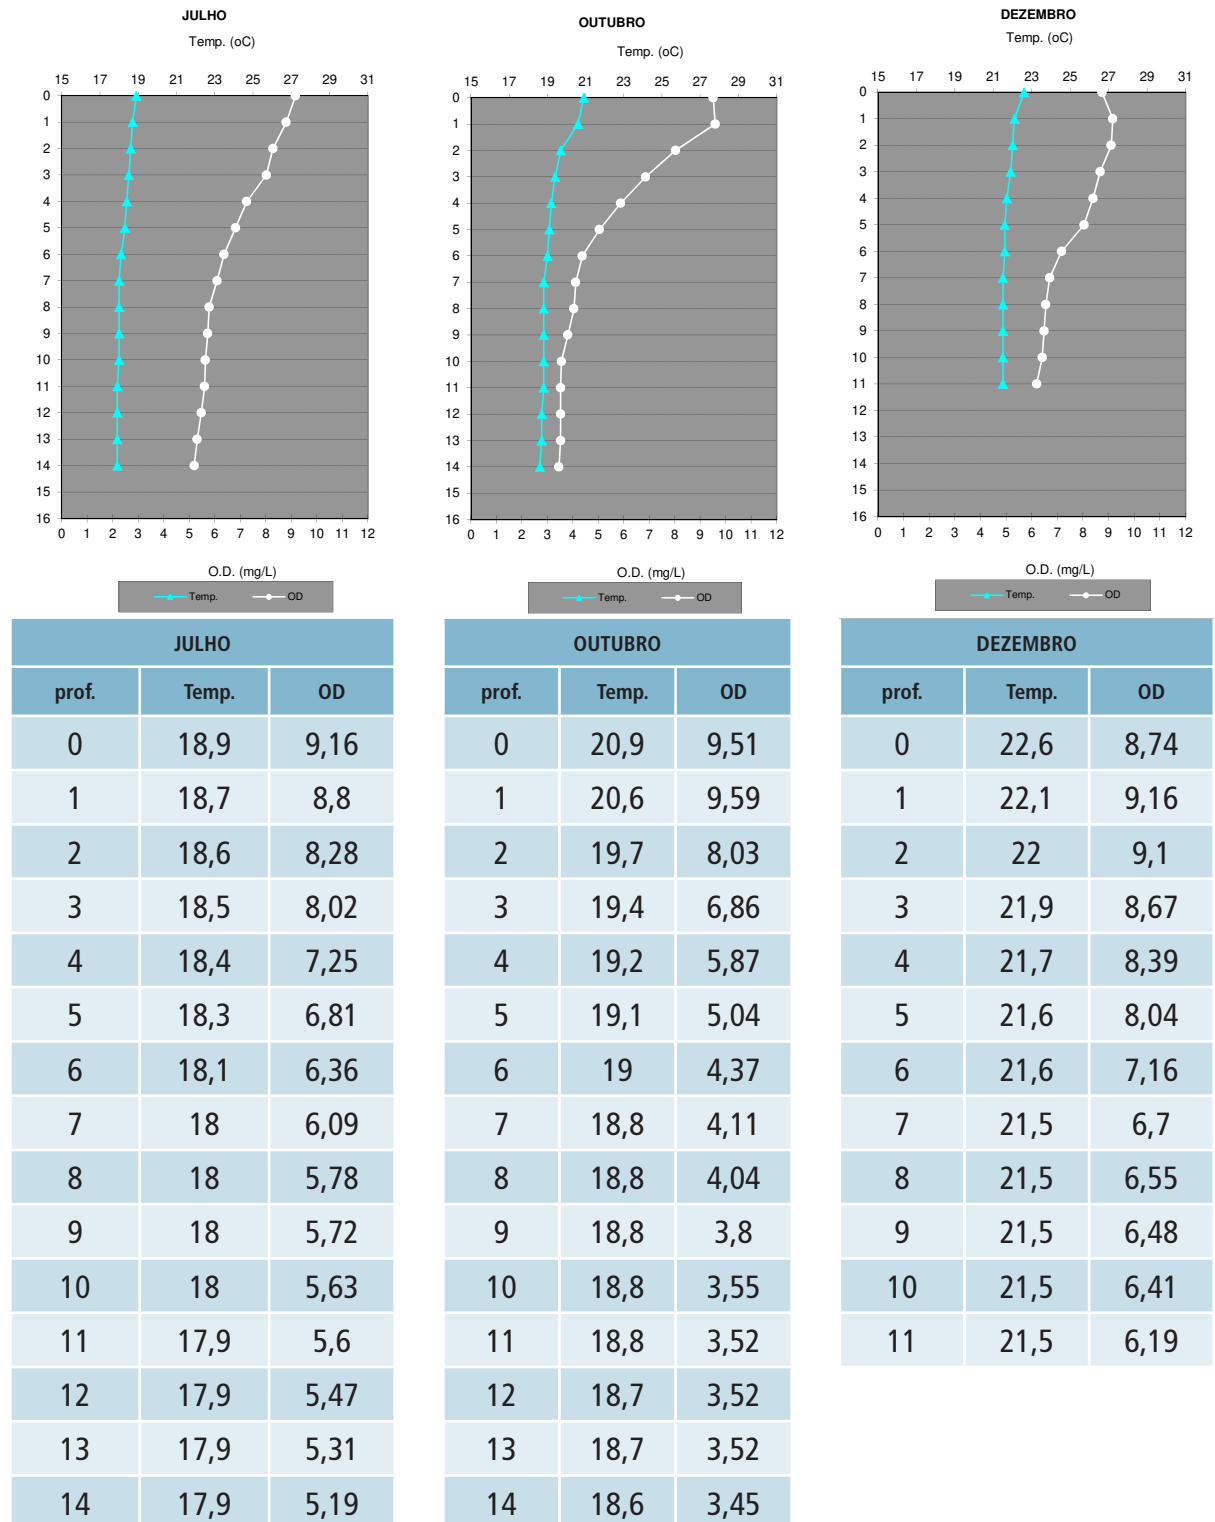 JULHO
Temp. (oC)
15 17 19 21 23 25 27 29 31
0
1
2
3
4
5
6
7
8
9
10
11
12
13
14
15
16
0 1 2 3 4 5 6 7 8 9 10 11 12
O.D. (mg/L)
Temp. OD
OUTUBRO
Temp. (oC)
15 17 19 21 23 25 27 29 31
0
1
2
3
4
5
6
7
8
9
10
11
12
13
14
15
16
0 1 2 3 4 5 6 7 8 9 10 11 12
O.D. (mg/L)
Temp. OD
DEZEMBRO
Temp. (oC)
15 17 19 21 23 25 27 29 31
0
1
2
3
4
5
6
7
8
9
10
11
12
13
14
15
16
0 1 2 3 4 5 6 7 8 9 10 11 12
O.D. (mg/L)
Temp. OD
JULHO
prof. Temp. OD
0 18,9 9,16
1 18,7 8,8
2 18,6 8,28
3 18,5 8,02
4 18,4 7,25
5 18,3 6,81
6 18,1 6,36
7 18 6,09
8 18 5,78
9 18 5,72
10 18 5,63
11 17,9 5,6
12 17,9 5,47
13 17,9 5,31
14 17,9 5,19
OUTUBRO
prof. Temp. OD
0 20,9 9,51
1 20,6 9,59
2 19,7 8,03
3 19,4 6,86
4 19,2 5,87
5 19,1 5,04
6 19 4,37
7 18,8 4,11
8 18,8 4,04
9 18,8 3,8
10 18,8 3,55
11 18,8 3,52
12 18,7 3,52
13 18,7 3,52
14 18,6 3,45
DEZEMBRO
prof. Temp. OD
0 22,6 8,74
1 22,1 9,16
2 22 9,1
3 21,9 8,67
4 21,7 8,39
5 21,6 8,04
6 21,6 7,16
7 21,5 6,7
8 21,5 6,55
9 21,5 6,48
10 21,5 6,41
11 21,5 6,19